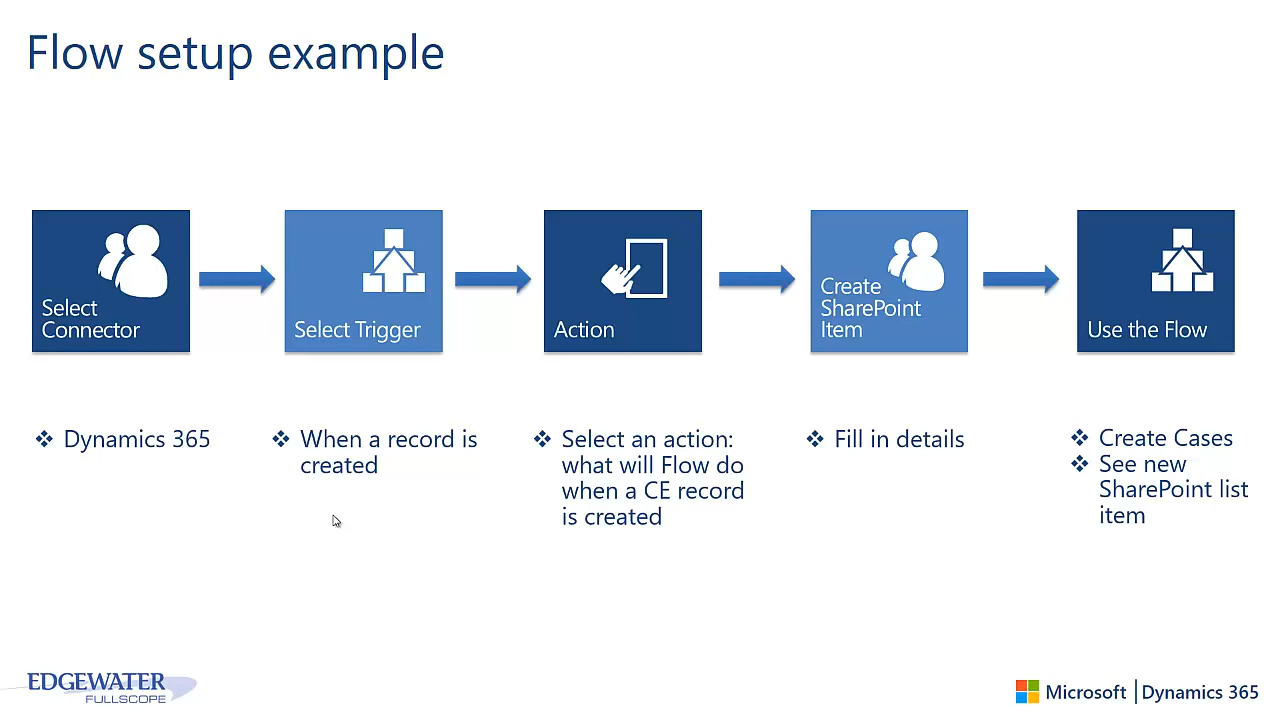 Flow setup example
Select
Connector
Select Trigger
Action
Create
SharePoint
Item
Use the Flow
❖ Dynamics 365
❖ When a record is
created
❖ Select an action:
what will Flow do
when a CE record
is created
❖ Fill in details
❖ Create Cases
❖ See new
SharePoint list
item
EDGEWATER
FULLSCOPE
Microsoft | Dynamics 365